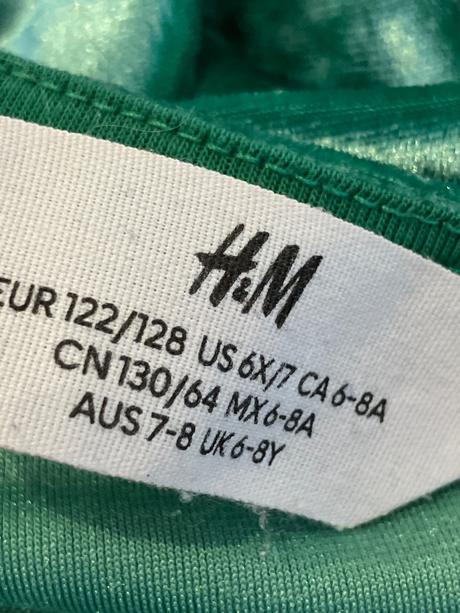 H&M
EUR 122/128 US 6X/7 CA 6-8A
CN 130/64 MX 6-8A
AUS 7-8 UK 6-8Y